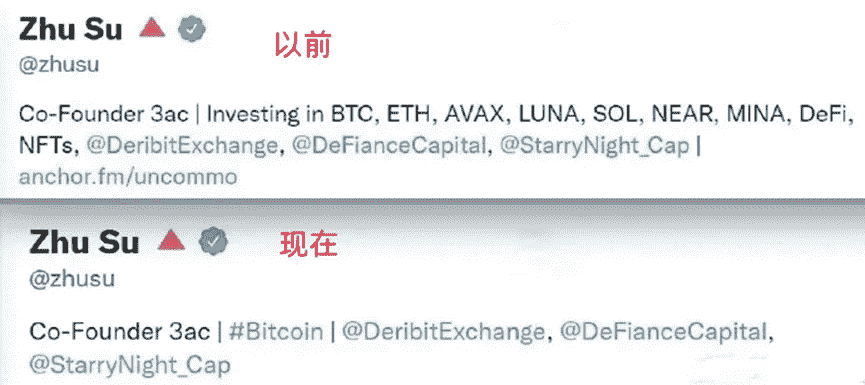 Zhu Su
以前
@zhusu
Co-Founder 3ac | Investing in BTC, ETH, AVAX, LUNA, SOL, NEAR, MINA, DeFi,
NFTs, @DeribitExchange, @DeFianceCapital, @StarryNight_Cap |
anchor.fm/uncommo
Zhu Su
现在
@zhusu
Co-Founder 3ac | #Bitcoin | @DeribitExchange, @DeFianceCapital,
@StarryNight_Cap